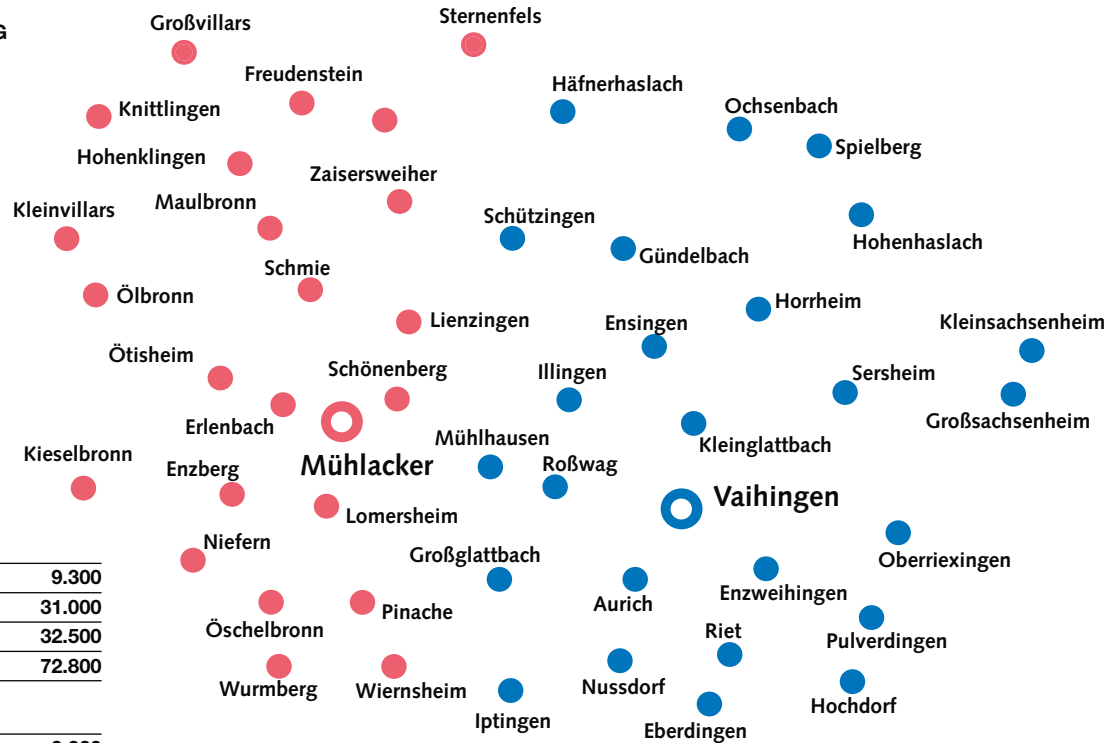 G
Großvillars
Sternenfels
Freudenstein
Häfnerhaslach
Knittlingen
Ochsenbach
Spielberg
Hohenklingen
Zaisersweiher
Maulbronn
Kleinvillars
Schützingen
Hohenhaslach
Gündelbach
Schmie
Ölbronn
Horrheim
Lienzingen
Ensingen
Kleinsachsenheim
Ötisheim
Schönenberg
Illingen
Sersheim
Großsachsenheim
Erlenbach
Mühlhausen
Kleinglattbach
Kieselbronn
Enzberg
Mühlacker
Roßwag
Vaihingen
Lomersheim
Niefern
Großglattbach
Oberriexingen
9.300
Enzweihingen
31.000
Aurich
Pinache
Öschelbronn
Riet
32.500
Pulverdingen
72.800
Wurmberg
Wiernsheim
Nussdorf
Hochdorf
Iptingen
Eberdingen